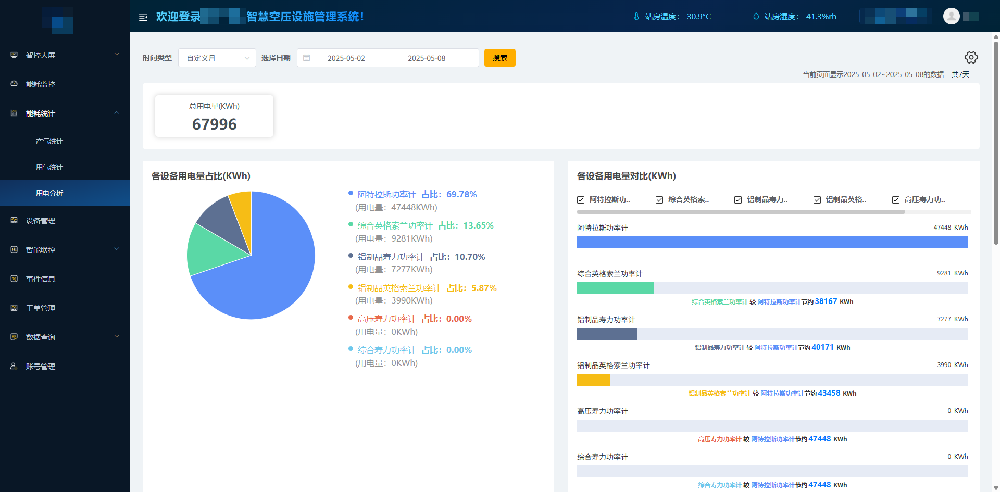 欢迎登录
智慧空压设施管理系统!
站房温度: 30.9°C
站房湿度: 41.3%rh
智控大屏
能耗监控
能耗统计
产气统计
用气统计
用电分析
设备管理
智能联控
事件信息
工单管理
数据查询
账号管理
时间类型 自定义月 选择日期 2025-05-02 - 2025-05-08 搜索
当前页面显示2025-05-02~2025-05-08的数据 共7天
总用电量(KWh)
67996
各设备用电量占比(KWh)
阿特拉斯功率计 占比: 69.78%
(用电量: 47448KWh)
综合英格索兰功率计 占比: 13.65%
(用电量: 9281KWh)
铝制品寿力功率计 占比: 10.70%
(用电量: 7277KWh)
铝制品英格索兰功率计 占比: 5.87%
(用电量: 3990KWh)
高压寿力功率计 占比: 0.00%
(用电量: 0KWh)
综合寿力功率计 占比: 0.00%
(用电量: 0KWh)
各设备用电量对比(KWh)
阿特拉斯功.. 综合英格索.. 铝制品寿力.. 铝制品英格.. 高压寿力功..
阿特拉斯功率计 47448 KWh
综合英格索兰功率计 9281 KWh
综合英格索兰功率计 较 阿特拉斯功率计节约 38167 KWh
铝制品寿力功率计 7277 KWh
铝制品寿力功率计 较 阿特拉斯功率计节约 40171 KWh
铝制品英格索兰功率计 3990 KWh
铝制品英格索兰功率计 较 阿特拉斯功率计节约 43458 KWh
高压寿力功率计 0 KWh
高压寿力功率计 较 阿特拉斯功率计节约 47448 KWh
综合寿力功率计 0 KWh
综合寿力功率计 较 阿特拉斯功率计节约 47448 KWh